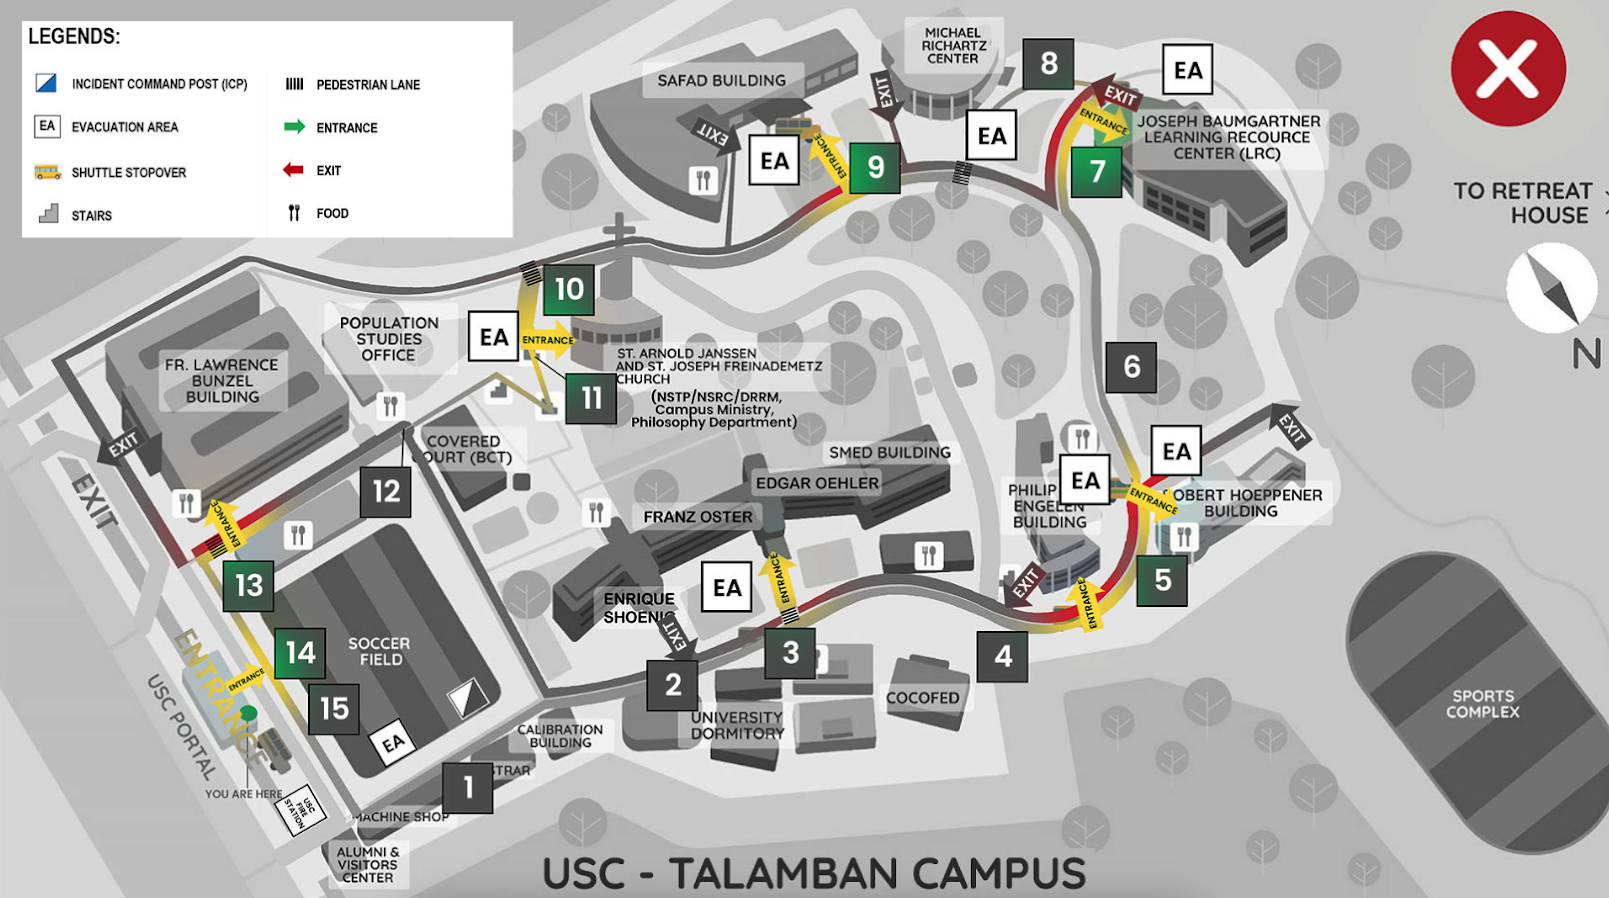 LEGENDS:
INCIDENT COMMAND POST (ICP)
PEDESTRIAN LANE
EA
EVACUATION AREA
ENTRANCE
SHUTTLE STOPOVER
EXIT
STAIRS
FOOD
MICHAEL
RICHARTZ
CENTER
8
EA
SAFAD BUILDING
EXIT
EXIT
ENTRANCE
JOSEPH BAUMGARTNER
LEARNING RECOURCE
CENTER (LRC)
EXIT
EA
EA
ENTRANCE
9
7
TO RETREAT
HOUSE
N
10
EA
ENTRANCE
POPULATION
STUDIES
OFFICE
ST. ARNOLD JANSSEN
AND ST. JOSEPH FREINADEMETZ
CHURCH
(NSTP/NSRC/DRRM,
Campus Ministry,
Philosophy Department)
11
6
FR. LAWRENCE
BUNZEL
BUILDING
EXIT
EXIT
COVERED
COURT (BCT)
12
SMED BUILDING
EDGAR OEHLER
FRANZ OSTER
EXIT
EA
EA
PHILIP
ENGELEN
BUILDING
ENTRANCE
OBERT HOEPPENER
BUILDING
ENTRANCE
13
EA
ENTRANCE
ENRIQUE
SHOENIG
EXIT
EXIT
ENTRANCE
5
14
SOCCER
FIELD
3
4
2
15
ENTRANCE
ENTRANCE
USC PORTAL
YOU ARE HERE
EA
COCOFED
UNIVERSITY
DORMITORY
CALIBRATION
BUILDING
SPORTS
COMPLEX
STRAR
1
USC
FIRE
STATION
MACHINE SHOP
ALUMNI &
VISITORS
CENTER
USC - TALAMBAN CAMPUS